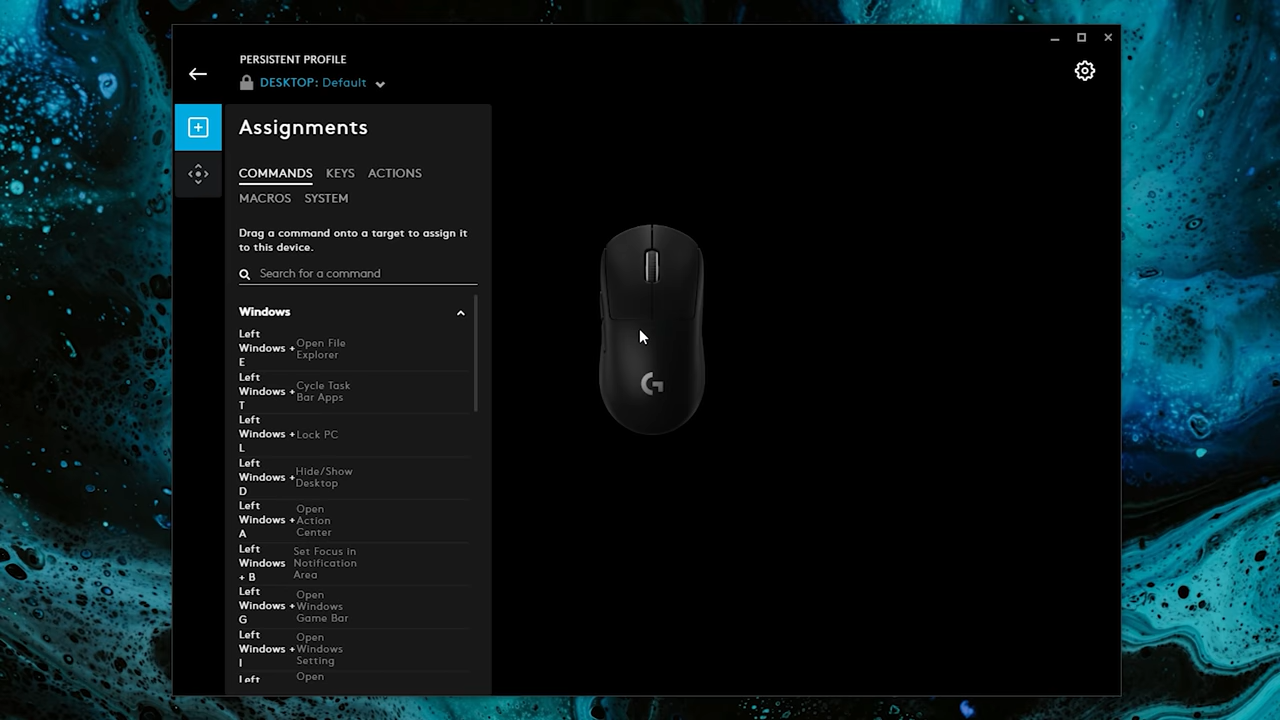 PERSISTENT PROFILE
DESKTOP: Default
Assignments
COMMANDS KEYS ACTIONS
MACROS SYSTEM
Drag a command onto a target to assign it
to this device.
Search for a command
Windows
Left
Windows +
E
Open File
Explorer
Left
Windows +
T
Cycle Task
Bar Apps
Left
Windows +
L
Lock PC
Left
Windows +
D
Hide/Show
Desktop
Left
Windows +
A
Open
Action
Center
Left
Windows
+ B
Set Focus in
Notification
Area
Left
Windows +
G
Open
Windows
Game Bar
Left
Windows +
I
Open
Windows
Setting
Left
Open
G